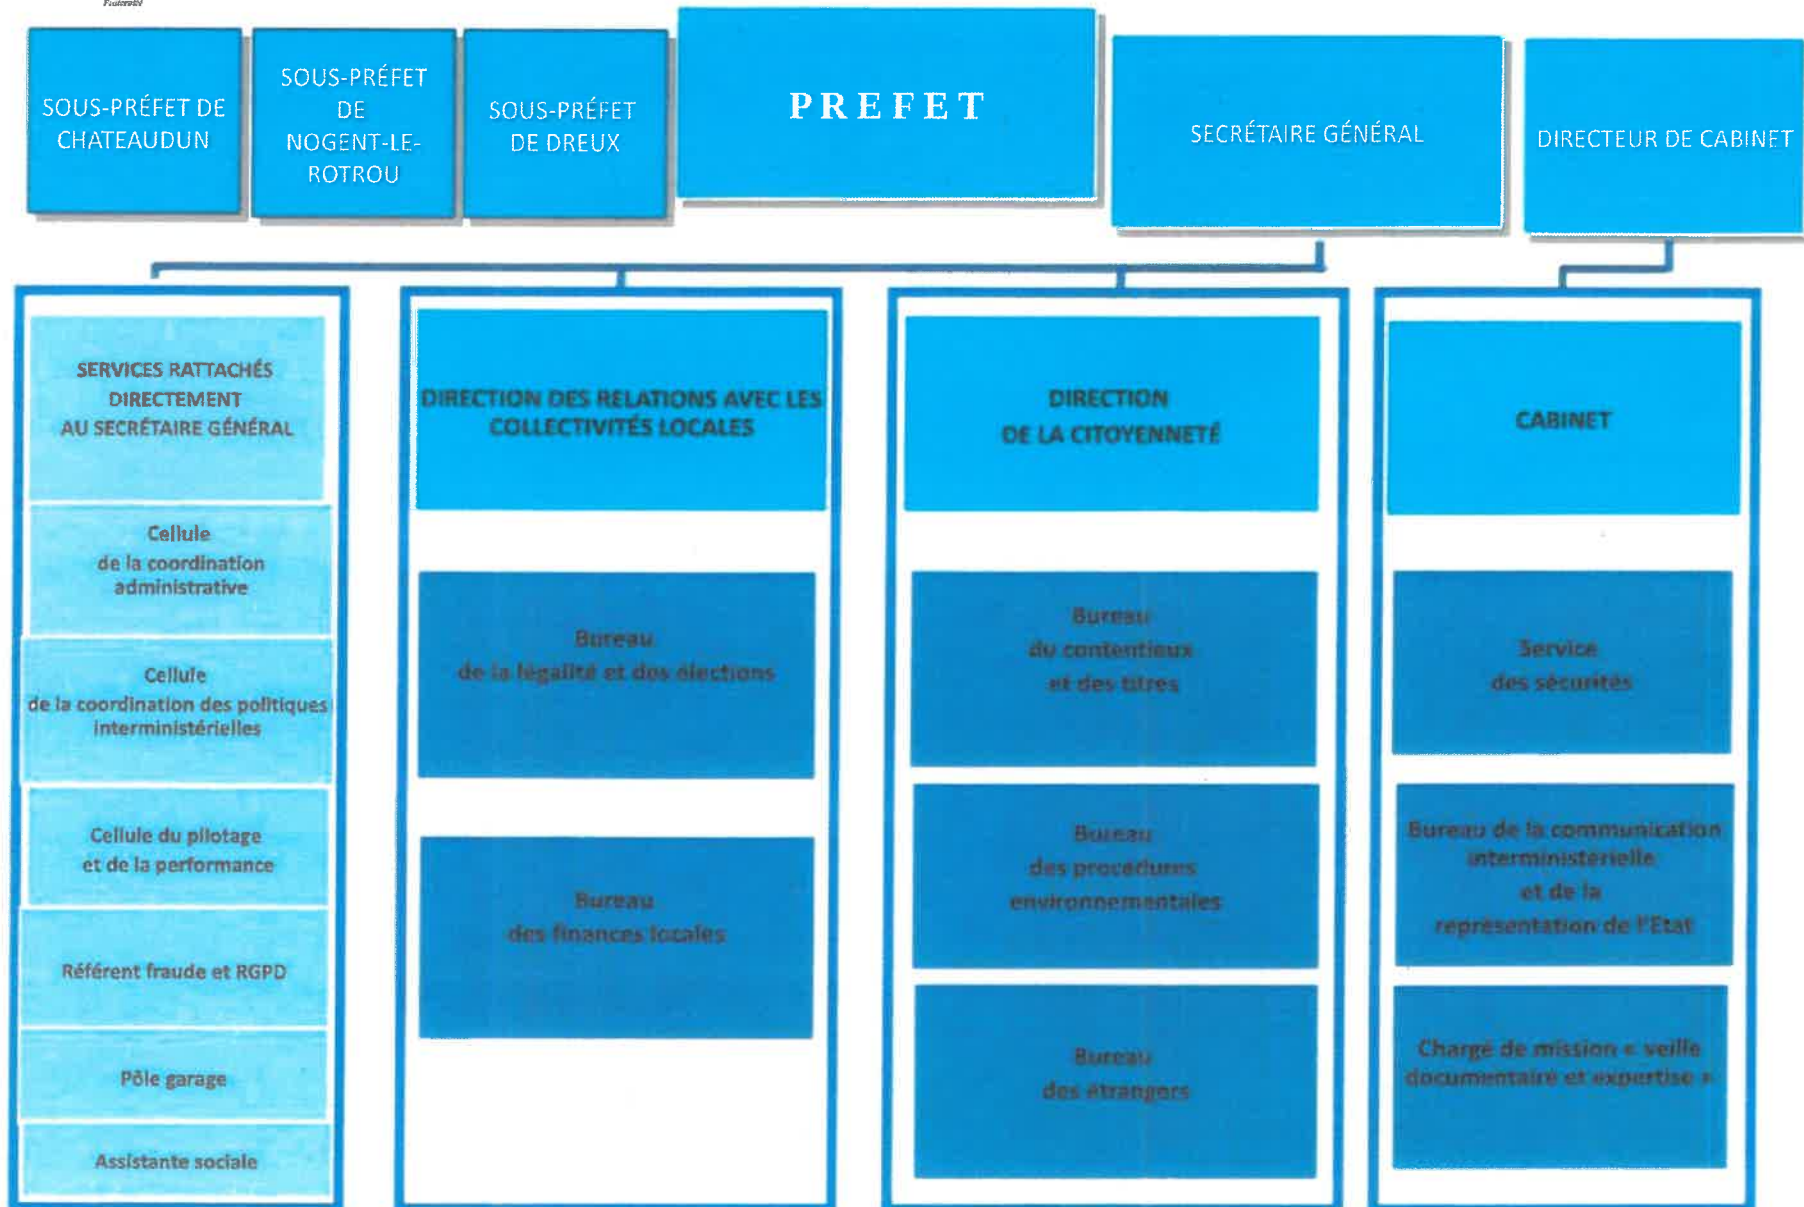 Fraternité
SOUS-PRÉFET DE
CHATEAUDUN
SOUS-PRÉFET
DE
NOGENT-LE-
ROTROU
SOUS-PRÉFET
DE DREUX
PREFET
SECRÉTAIRE GÉNÉRAL
DIRECTEUR DE CABINET
SERVICES RATTACHÉS
DIRECTEMENT
AU SECRÉTAIRE GÉNÉRAL
Cellule
de la coordination
administrative
Cellule
de la coordination des politiques
interministérielles
Cellule du pilotage
et de la performance
Référent fraude et RGPD
Pôle garage
Assistante sociale
DIRECTION DES RELATIONS AVEC LES
COLLECTIVITÉS LOCALES
Bureau
de la légalité et des élections
Bureau
des finances locales
DIRECTION
DE LA CITOYENNETÉ
Bureau
du contentieux
et des titres
Bureau
des procédures
environnementales
Bureau
des étrangers
CABINET
Service
des sécurités
Bureau de la communication
interministérielle
et de la
représentation de l'Etat
Chargé de mission « veille
documentaire et expertise »